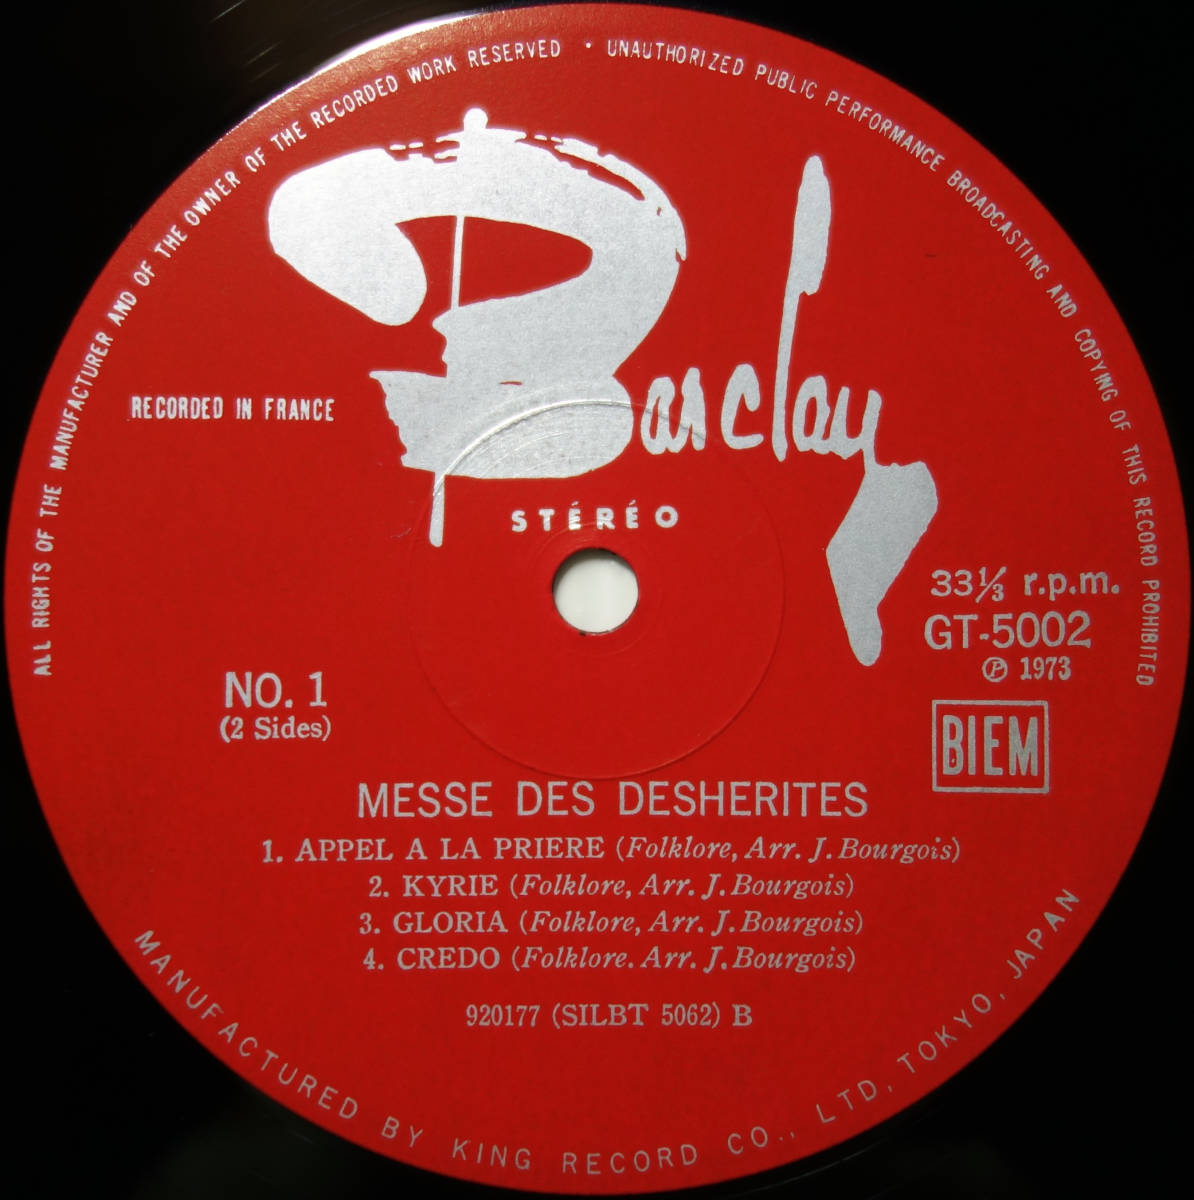 ALL RIGHTS OF THE MANUFACTURER AND OF THE OWNER OF THE RECORDED WORK RESERVED · UNAUTHORIZED PUBLIC PERFORMANCE BROADCASTING AND COPYING OF THIS RECORD PROHIBITED
Barclay
RECORDED IN FRANCE
STÉRÉO
33⅓ r.p.m.
GT-5002
℗ 1973
NO. 1
(2 Sides)
BIEM
MESSE DES DESHERITES
1. APPEL A LA PRIERE (Folklore, Arr. J. Bourgois)
2. KYRIE (Folklore, Arr. J. Bourgois)
3. GLORIA (Folklore, Arr. J. Bourgois)
4. CREDO (Folklore. Arr. J. Bourgois)
920177 (SILBT 5062) B
MANUFACTURED BY KING RECORD CO., LTD, TOKYO, JAPAN